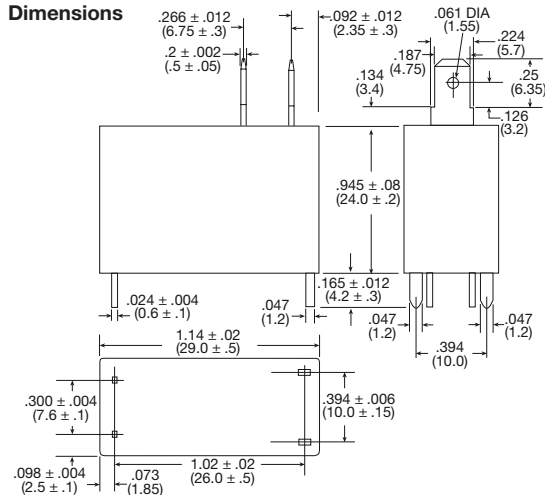 Dimensions
.266 ± .012
(6.75 ± .3)
.2 ± .002
(.5 ± .05)
.092 ± .012
(2.35 ± .3)
.061 DIA
(1.55)
.187
(4.75)
.224
(5.7)
.134
(3.4)
.25
(6.35)
.126
(3.2)
.945 ± .08
(24.0 ± .2)
.024 ± .004
(0.6 ± .1)
.047
(1.2)
.165 ± .012
(4.2 ± .3)
.047
(1.2)
.047
(1.2)
.394
(10.0)
1.14 ± .02
(29.0 ± .5)
.300 ± .004
(7.6 ± .1)
.394 ± .006
(10.0 ± .15)
.098 ± .004
(2.5 ± .1)
.073
(1.85)
1.02 ± .02
(26.0 ± .5)